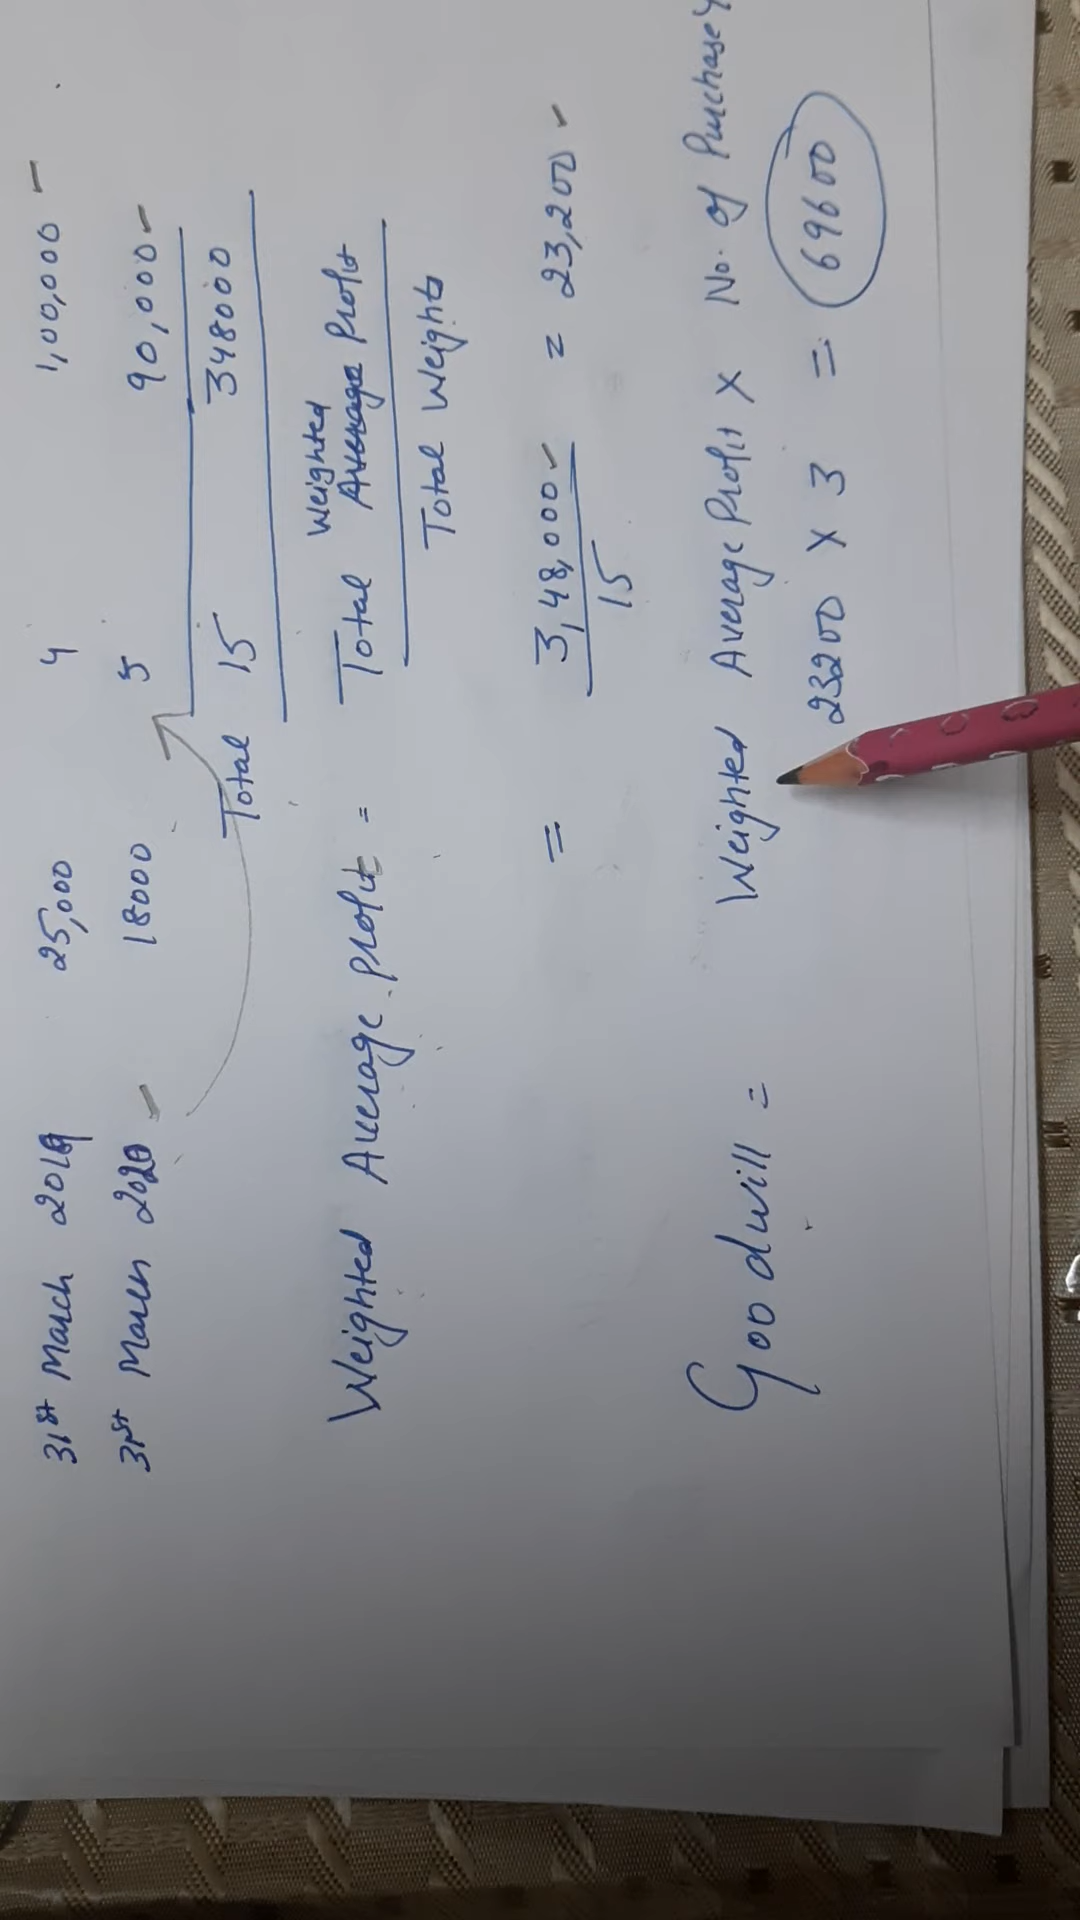 31st March 2019 25,000 4 1,00,000
31st March 2020 18000 5 90,000
Total 15 348000
Weighted
Weighted Average Profit = Total Average Profit
Total Weights
= 3,48,000 = 23,200
15
Goodwill = Weighted Average Profit X No. of Purchase
23200 X 3 = 69600